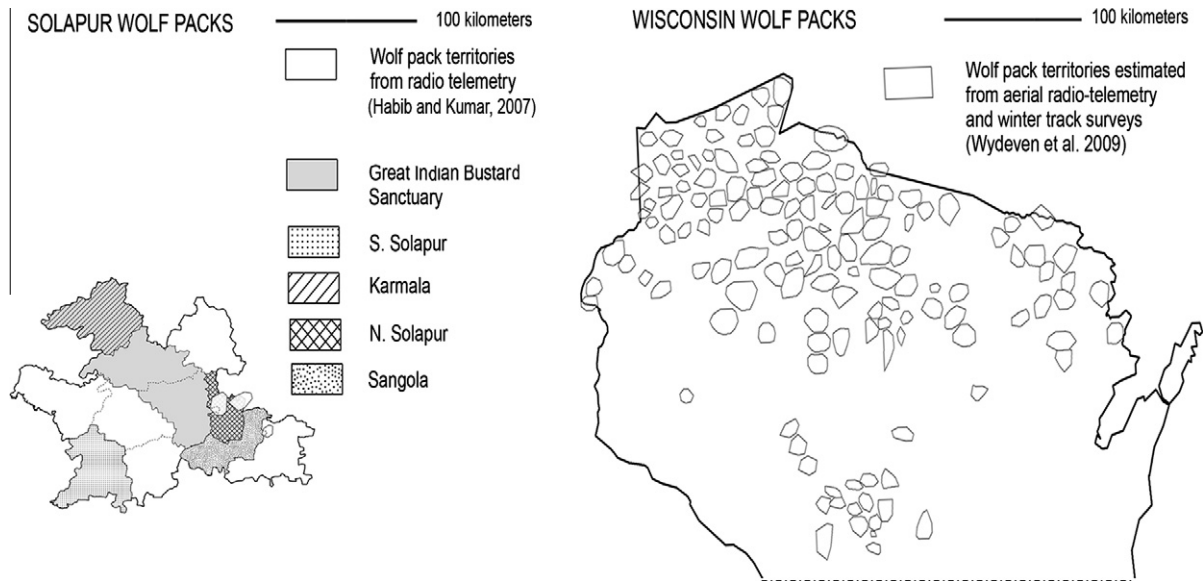 SOLAPUR WOLF PACKS
100 kilometers
Wolf pack territories
from radio telemetry
(Habib and Kumar, 2007)
Great Indian Bustard
Sanctuary
S. Solapur
Karmala
N. Solapur
Sangola
WISCONSIN WOLF PACKS
100 kilometers
Wolf pack territories estimated
from aerial radio-telemetry
and winter track surveys
(Wydeven et al. 2009)